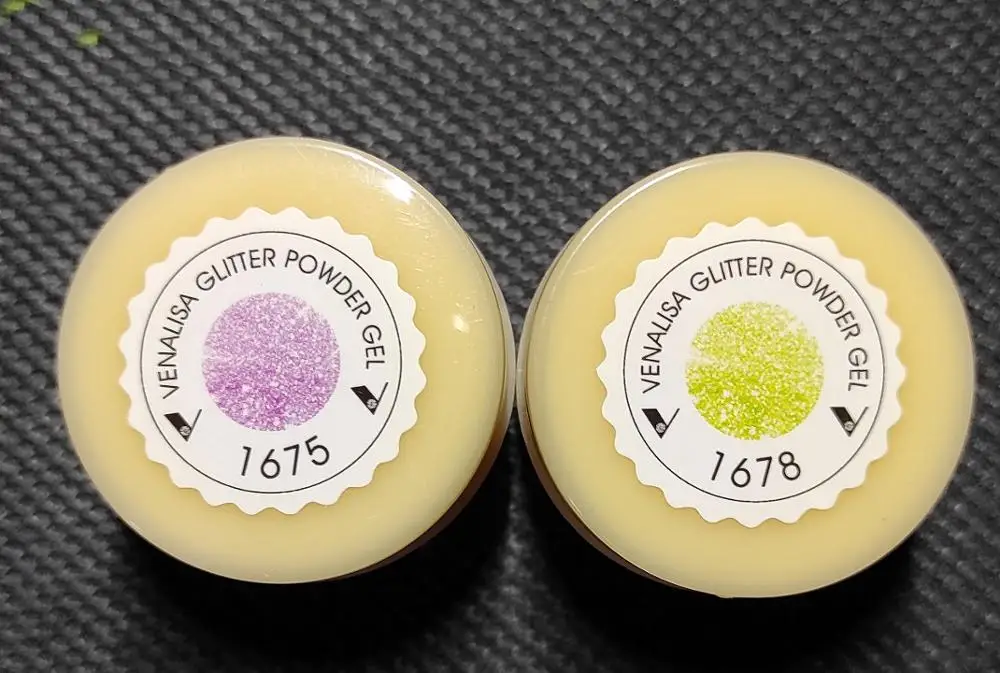 VENALISA GLITTER POWDER GEL
1675
VENALISA GLITTER POWDER GEL
1678